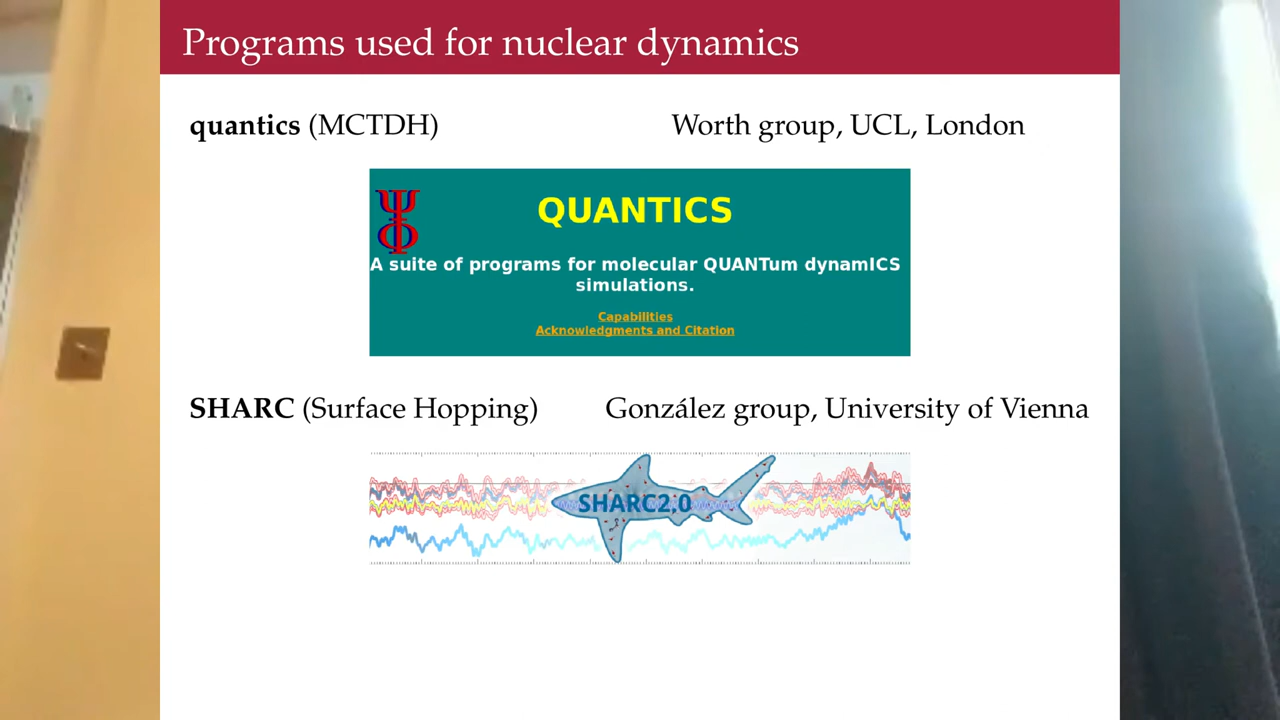 Programs used for nuclear dynamics
quantics (MCTDH) Worth group, UCL, London
QUANTICS
A suite of programs for molecular QUANTum dynamICS
simulations.
Capabilities
Acknowledgments and Citation
SHARC (Surface Hopping) González group, University of Vienna
SHARC2.0